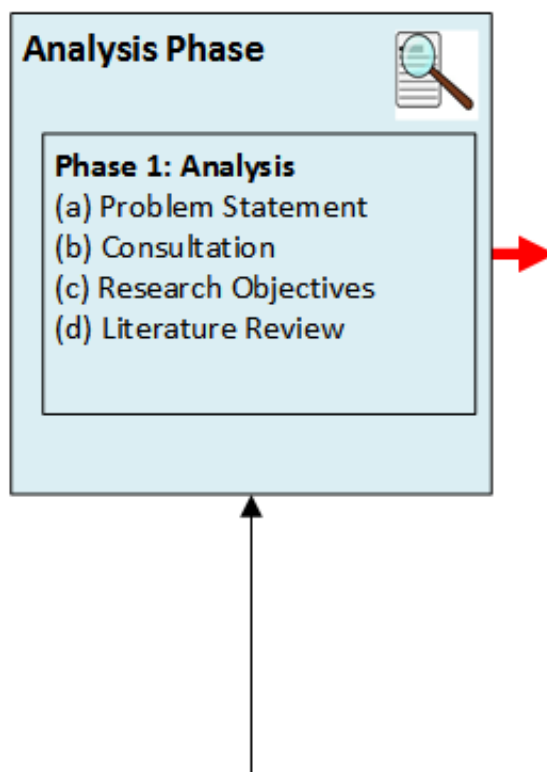 Analysis Phase
Phase 1: Analysis
(a) Problem Statement
(b) Consultation
(c) Research Objectives
(d) Literature Review